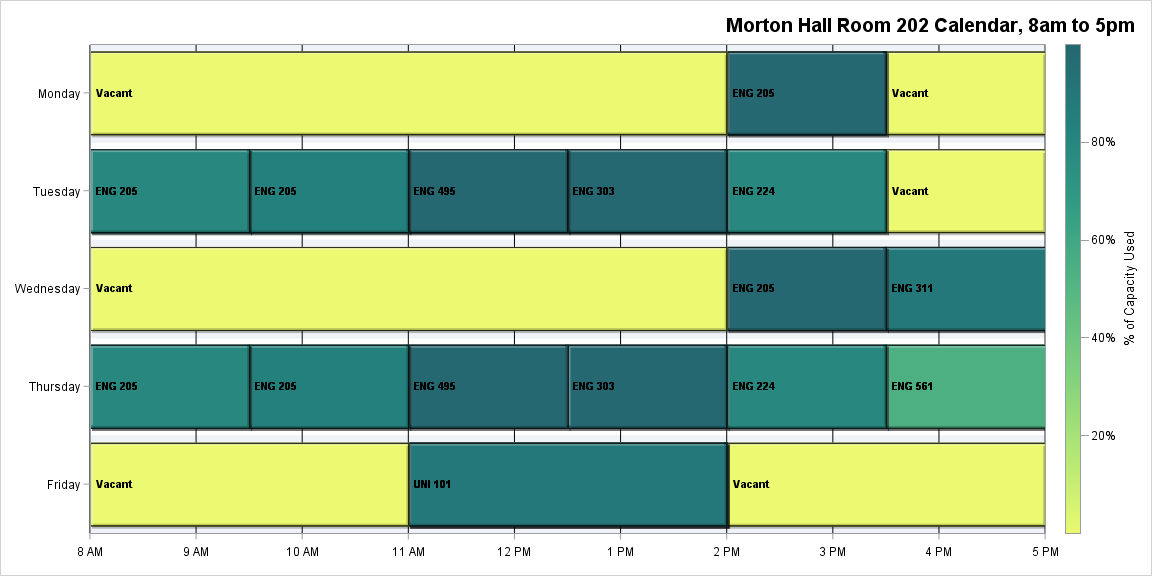 Morton Hall Room 202 Calendar, 8am to 5pm
Monday
Vacant
ENG 205
Vacant
80%
Tuesday
ENG 205
ENG 205
ENG 495
ENG 303
ENG 224
Vacant
60%
% of Capacity Used
Wednesday
Vacant
ENG 205
ENG 311
40%
Thursday
ENG 205
ENG 205
ENG 495
ENG 303
ENG 224
ENG 561
20%
Friday
Vacant
UNI 101
Vacant
8 AM
9 AM
10 AM
11 AM
12 PM
1 PM
2 PM
3 PM
4 PM
5 PM